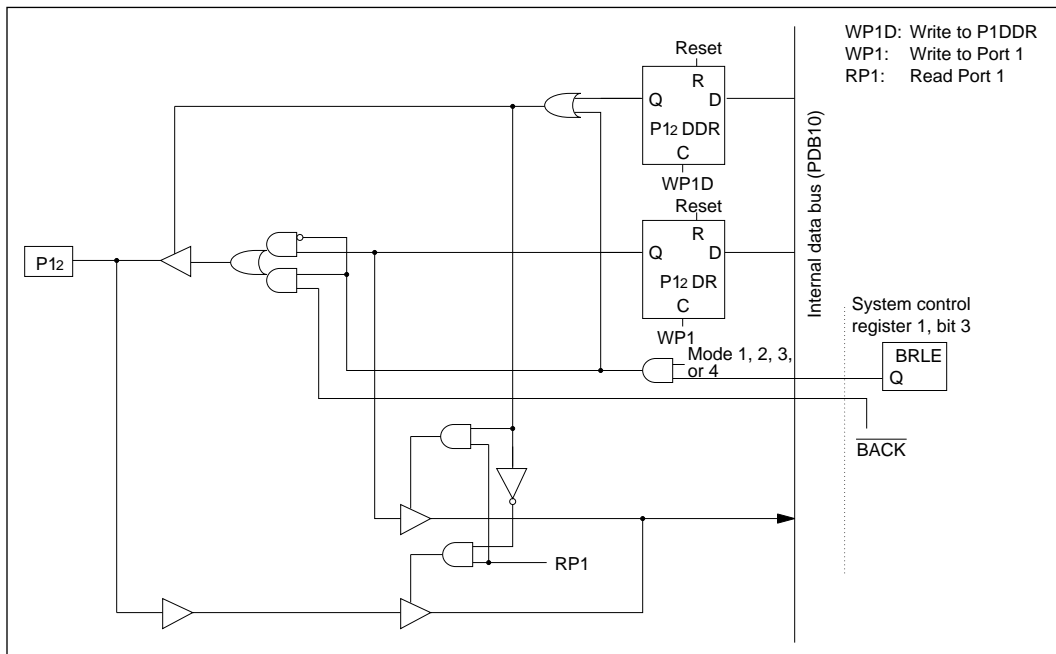 WP1D: Write to P1DDR
WP1: Write to Port 1
RP1: Read Port 1
Reset
R
Q D
P12 DDR
C
WP1D
Reset
R
Q D
P12 DR
C
WP1
Internal data bus (PDB10)
P12
System control
register 1, bit 3
Mode 1, 2, 3,
or 4
BRLE
Q
BACK
RP1